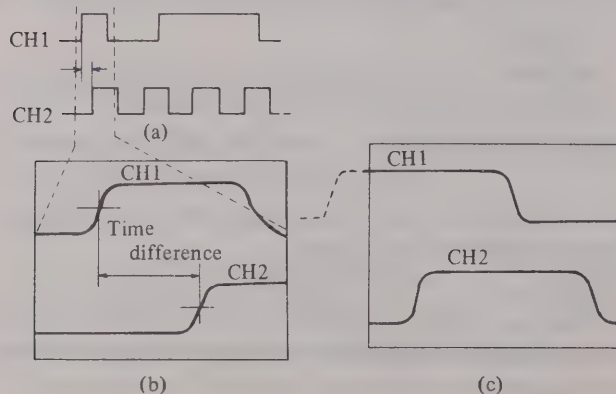 CH1
CH2
(a)
CH1
Time
difference
CH2
(b)
CH1
CH2
(c)